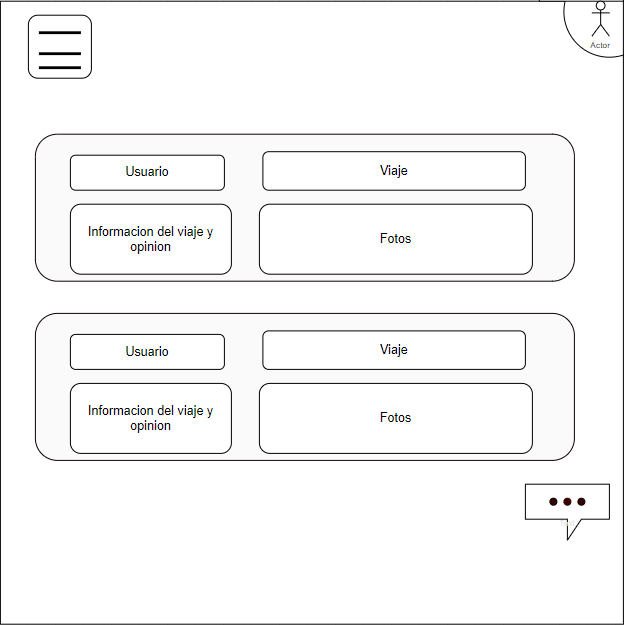 Actor
Usuario
Viaje
Informacion del viaje y
opinion
Fotos
Usuario
Viaje
Informacion del viaje y
opinion
Fotos